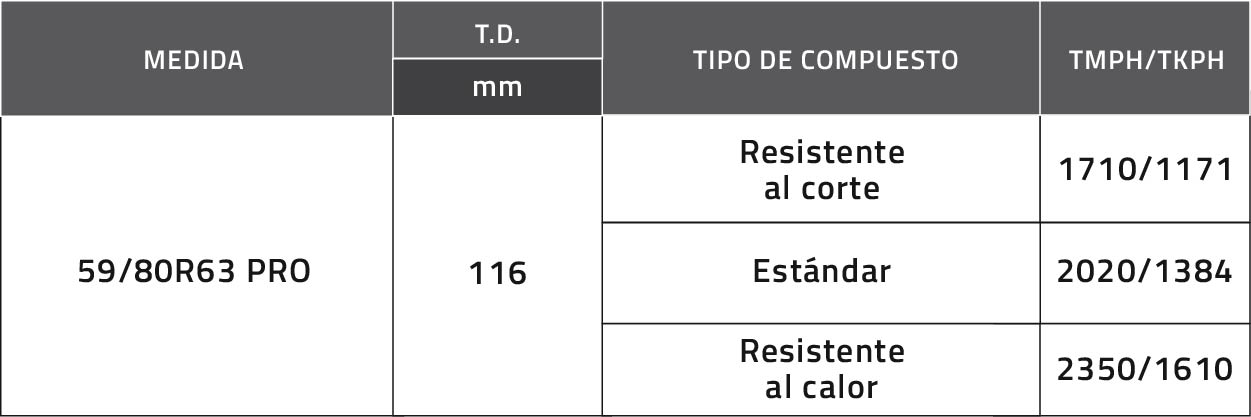 MEDIDA
T.D.
mm
TIPO DE COMPUESTO
TMPH/TKPH
59/80R63 PRO
116
Resistente
al corte
1710/1171
Estándar
2020/1384
Resistente
al calor
2350/1610